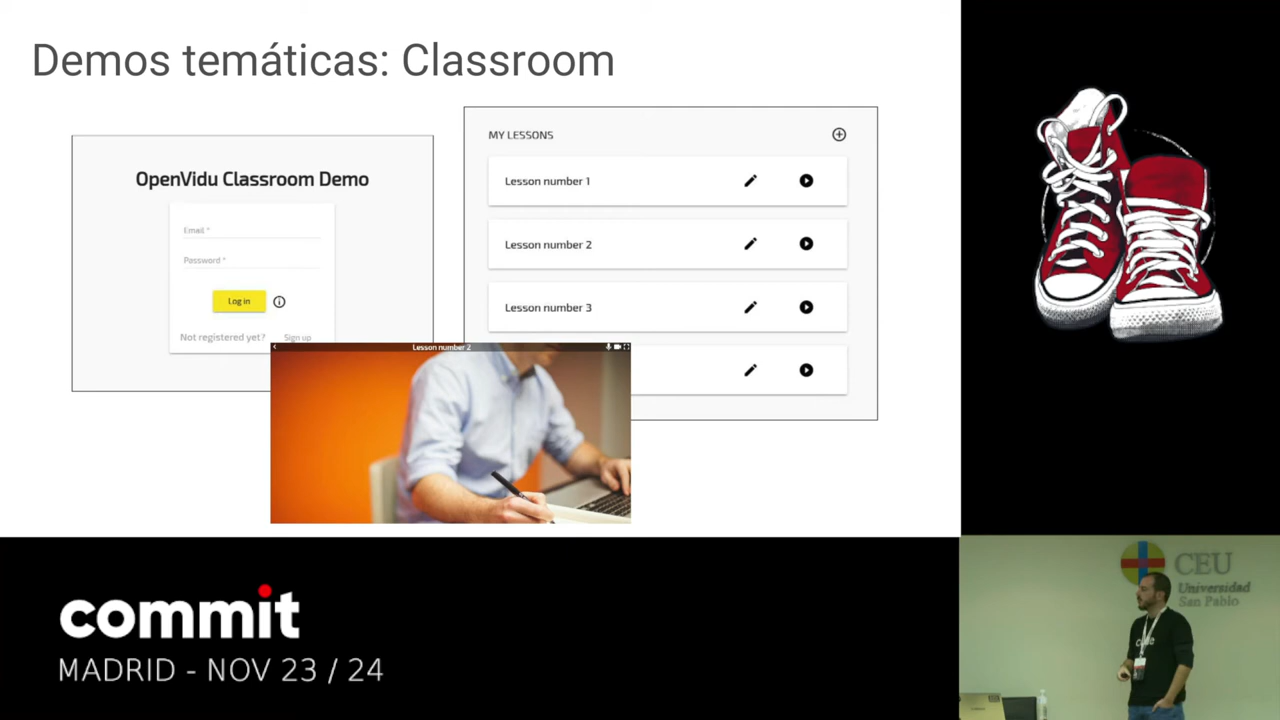 Demos temáticas: Classroom
OpenVidu Classroom Demo
Email *
Password *
Log in
Not registered yet? Sign up
MY LESSONS
Lesson number 1
Lesson number 2
Lesson number 3
Lesson number 2
commit
MADRID - NOV 23 / 24
CEU
Universidad
San Pablo